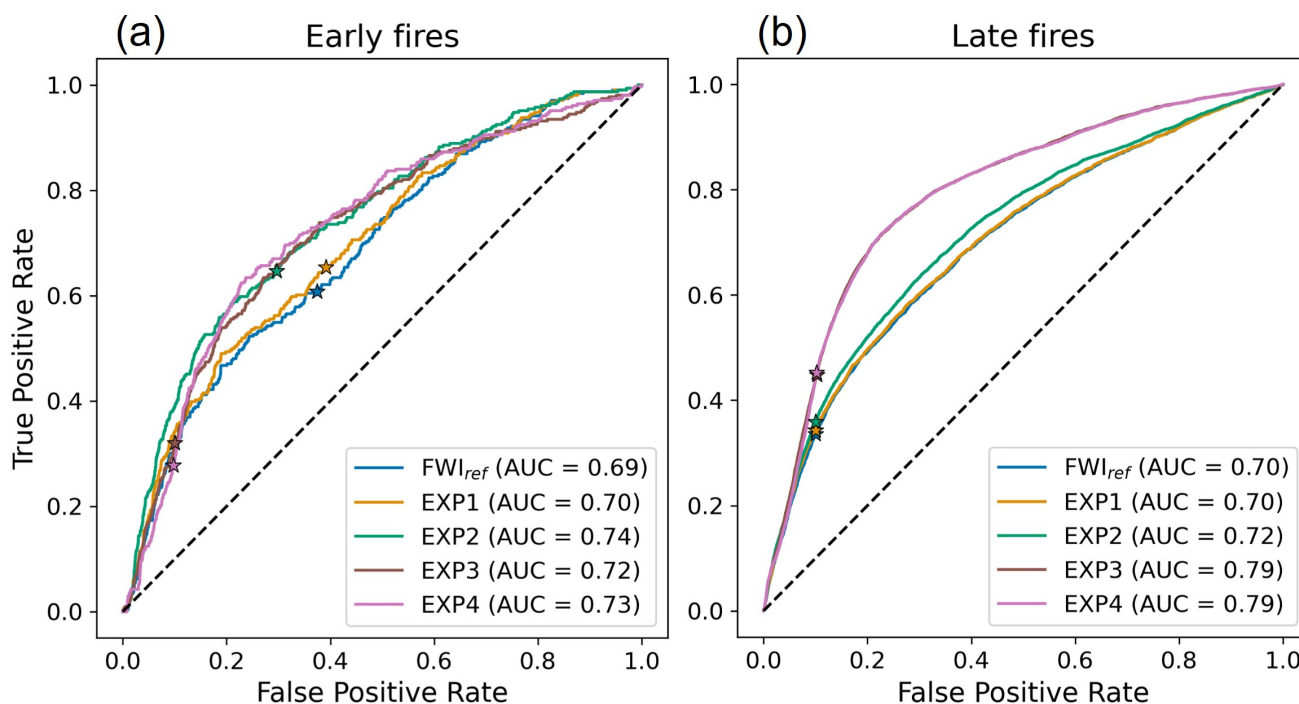 (a) Early fires
True Positive Rate
1.0
0.8
0.6
0.4
0.2
0.0
FWIref (AUC = 0.69)
EXP1 (AUC = 0.70)
EXP2 (AUC = 0.74)
EXP3 (AUC = 0.72)
EXP4 (AUC = 0.73)
0.0 0.2 0.4 0.6 0.8 1.0
False Positive Rate
(b) Late fires
1.0
0.8
0.6
0.4
0.2
0.0
FWIref (AUC = 0.70)
EXP1 (AUC = 0.70)
EXP2 (AUC = 0.72)
EXP3 (AUC = 0.79)
EXP4 (AUC = 0.79)
0.0 0.2 0.4 0.6 0.8 1.0
False Positive Rate